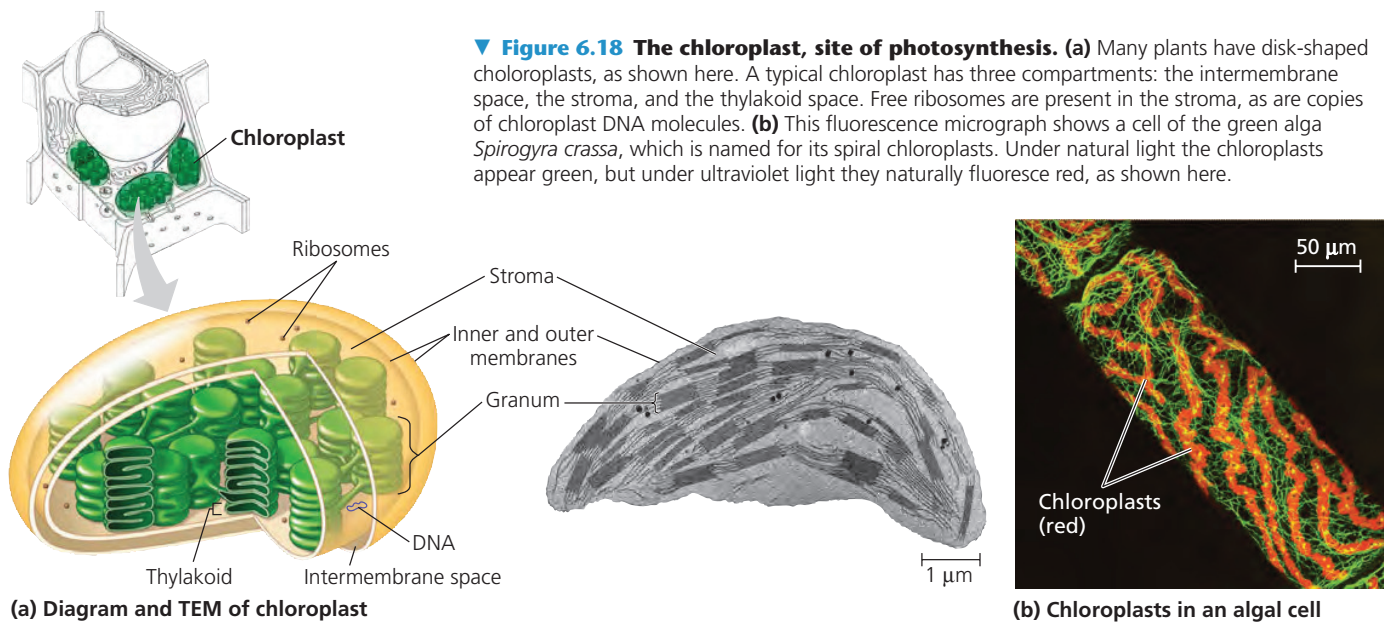 ▼ Figure 6.18 The chloroplast, site of photosynthesis. (a) Many plants have disk-shaped
choloroplasts, as shown here. A typical chloroplast has three compartments: the intermembrane
space, the stroma, and the thylakoid space. Free ribosomes are present in the stroma, as are copies
of chloroplast DNA molecules. (b) This fluorescence micrograph shows a cell of the green alga
Spirogyra crassa, which is named for its spiral chloroplasts. Under natural light the chloroplasts
appear green, but under ultraviolet light they naturally fluoresce red, as shown here.
Chloroplast
Ribosomes
Stroma
Inner and outer
membranes
Granum
DNA
Thylakoid
Intermembrane space
1 μm
(a) Diagram and TEM of chloroplast
50 μm
Chloroplasts
(red)
(b) Chloroplasts in an algal cell